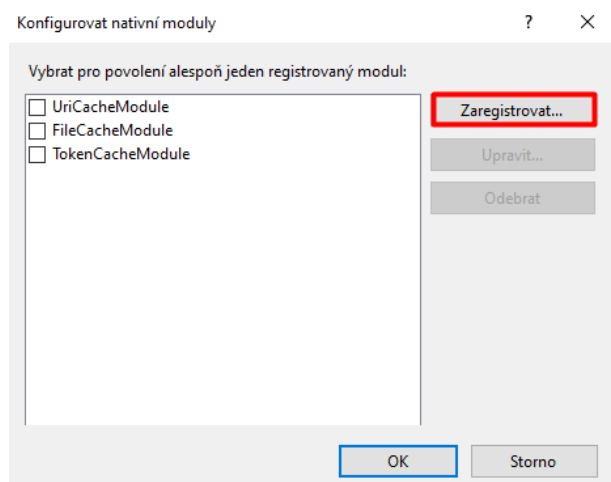 Konfigurovat nativní moduly
?
Vybrat pro povolení alespoň jeden registrovaný modul:
UriCacheModule
FileCacheModule
TokenCacheModule
Zaregistrovat...
Upravit...
Odebrat
OK
Storno